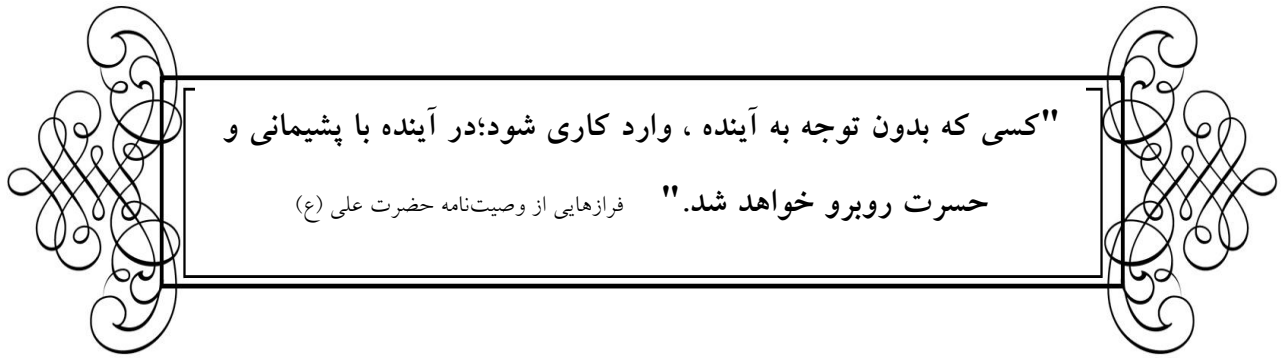 "کسی که بدون توجه به آینده ، وارد کاری شود؛در آینده با پشیمانی و
حسرت روبرو خواهد شد." فرازهایی از وصیت‌نامه حضرت علی (ع)